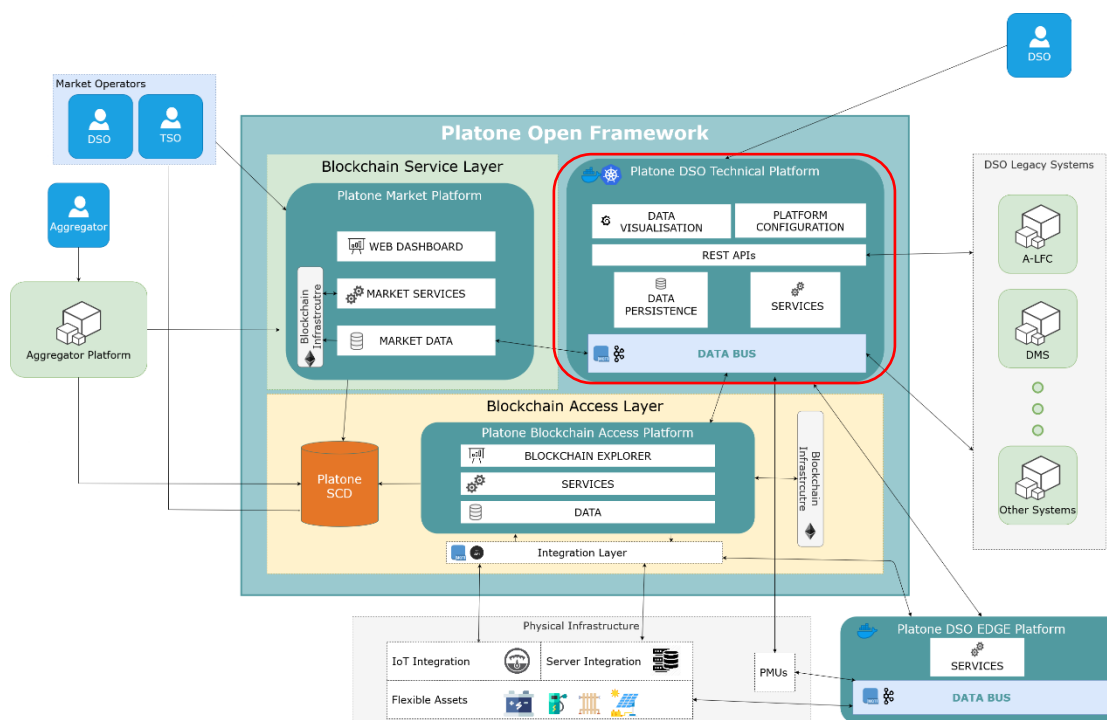 DSO
Market Operators
DSO
TSO
Platone Open Framework
Blockchain Service Layer
Platone Market Platform
WEB DASHBOARD
MARKET SERVICES
MARKET DATA
Blockchain
Infrastrcutre
Platone DSO Technical Platform
DATA
VISUALISATION
PLATFORM
CONFIGURATION
REST APIs
DATA
PERSISTENCE
SERVICES
DATA BUS
DSO Legacy Systems
A-LFC
DMS
Other Systems
Aggregator
Aggregator Platform
Blockchain Access Layer
Platone Blockchain Access Platform
BLOCKCHAIN EXPLORER
SERVICES
DATA
Blockchain
Infrastrcutre
Platone
SCD
Integration Layer
Physical Infrastructure
IoT Integration
Server Integration
Flexible Assets
PMUs
Platone DSO EDGE Platform
SERVICES
DATA BUS